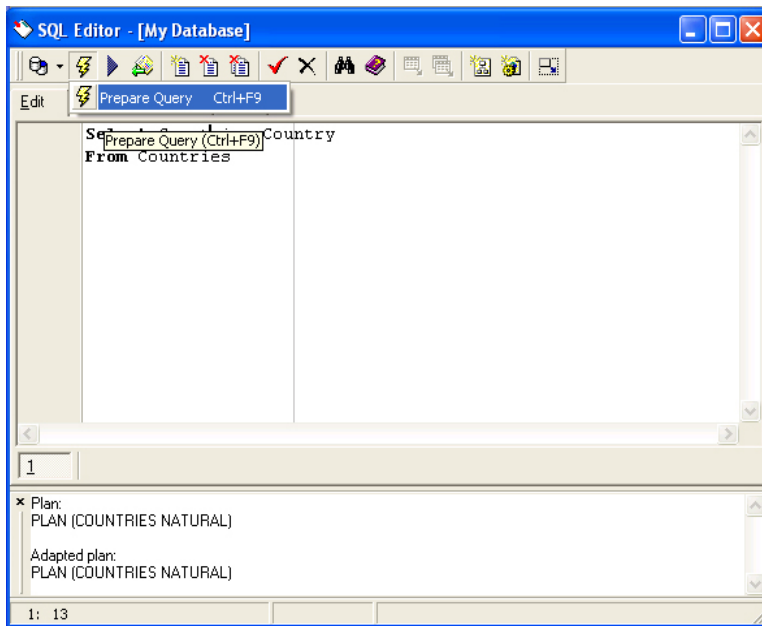 SQL Editor - [My Database]
Prepare Query Ctrl+F9
Edit
Country
Prepare Query (Ctrl+F9)
From Countries
1
Plan:
PLAN (COUNTRIES NATURAL)
Adapted plan:
PLAN (COUNTRIES NATURAL)
1: 13